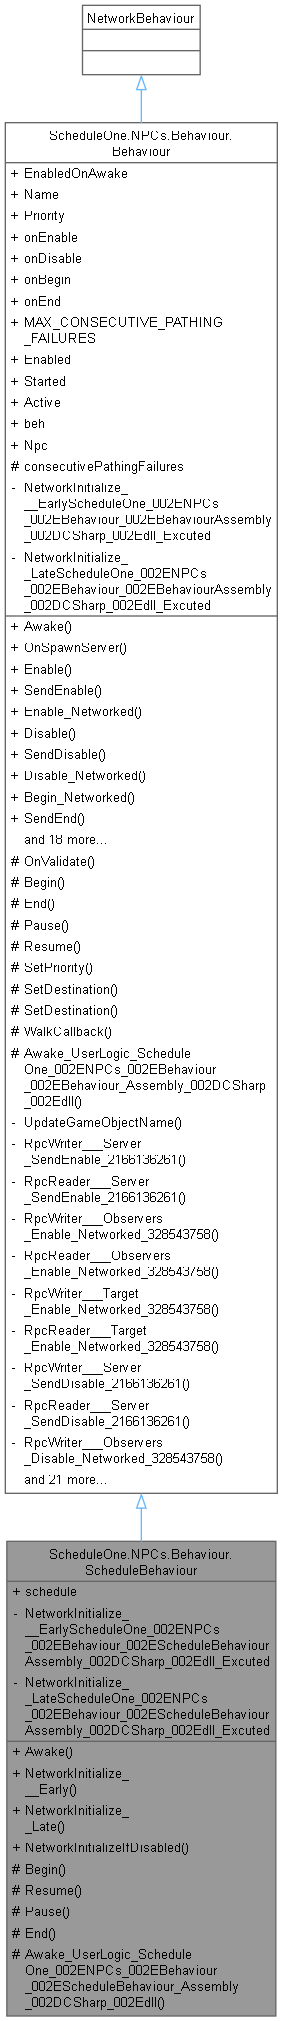 NetworkBehaviour
ScheduleOne.NPCs.Behaviour.
Behaviour
+ EnabledOnAwake
+ Name
+ Priority
+ onEnable
+ onDisable
+ onBegin
+ onEnd
+ MAX_CONSECUTIVE_PATHING
_FAILURES
+ Enabled
+ Started
+ Active
+ beh
+ Npc
# consecutivePathingFailures
- NetworkInitialize_
__EarlyScheduleOne_002ENPCs
_002EBehaviour_002EBehaviourAssembly
_002DCSharp_002Edll_Excuted
- NetworkInitialize_
_LateScheduleOne_002ENPCs
_002EBehaviour_002EBehaviourAssembly
_002DCSharp_002Edll_Excuted
+ Awake()
+ OnSpawnServer()
+ Enable()
+ SendEnable()
+ Enable_Networked()
+ Disable()
+ SendDisable()
+ Disable_Networked()
+ Begin_Networked()
+ SendEnd()
and 18 more...
# OnValidate()
# Begin()
# End()
# Pause()
# Resume()
# SetPriority()
# SetDestination()
# SetDestination()
# WalkCallback()
# Awake_UserLogic_Schedule
One_002ENPCs_002EBehaviour
_002EBehaviour_Assembly_002DCSharp
_002Edll()
- UpdateGameObjectName()
- RpcWriter___Server
_SendEnable_2166136261()
- RpcReader___Server
_SendEnable_2166136261()
- RpcWriter___Observers
_Enable_Networked_328543758()
- RpcReader___Observers
_Enable_Networked_328543758()
- RpcWriter___Target
_Enable_Networked_328543758()
- RpcReader___Target
_Enable_Networked_328543758()
- RpcWriter___Server
_SendDisable_2166136261()
- RpcReader___Server
_SendDisable_2166136261()
- RpcWriter___Observers
_Disable_Networked_328543758()
and 21 more...
ScheduleOne.NPCs.Behaviour.
ScheduleBehaviour
+ schedule
- NetworkInitialize_
__EarlyScheduleOne_002ENPCs
_002EBehaviour_002EScheduleBehaviour
Assembly_002DCSharp_002Edll_Excuted
- NetworkInitialize_
_LateScheduleOne_002ENPCs
_002EBehaviour_002EScheduleBehaviour
Assembly_002DCSharp_002Edll_Excuted
+ Awake()
+ NetworkInitialize_
__Early()
+ NetworkInitialize_
_Late()
+ NetworkInitializeIfDisabled()
# Begin()
# Resume()
# Pause()
# End()
# Awake_UserLogic_Schedule
One_002ENPCs_002EBehaviour
_002EScheduleBehaviour_Assembly
_002DCSharp_002Edll()